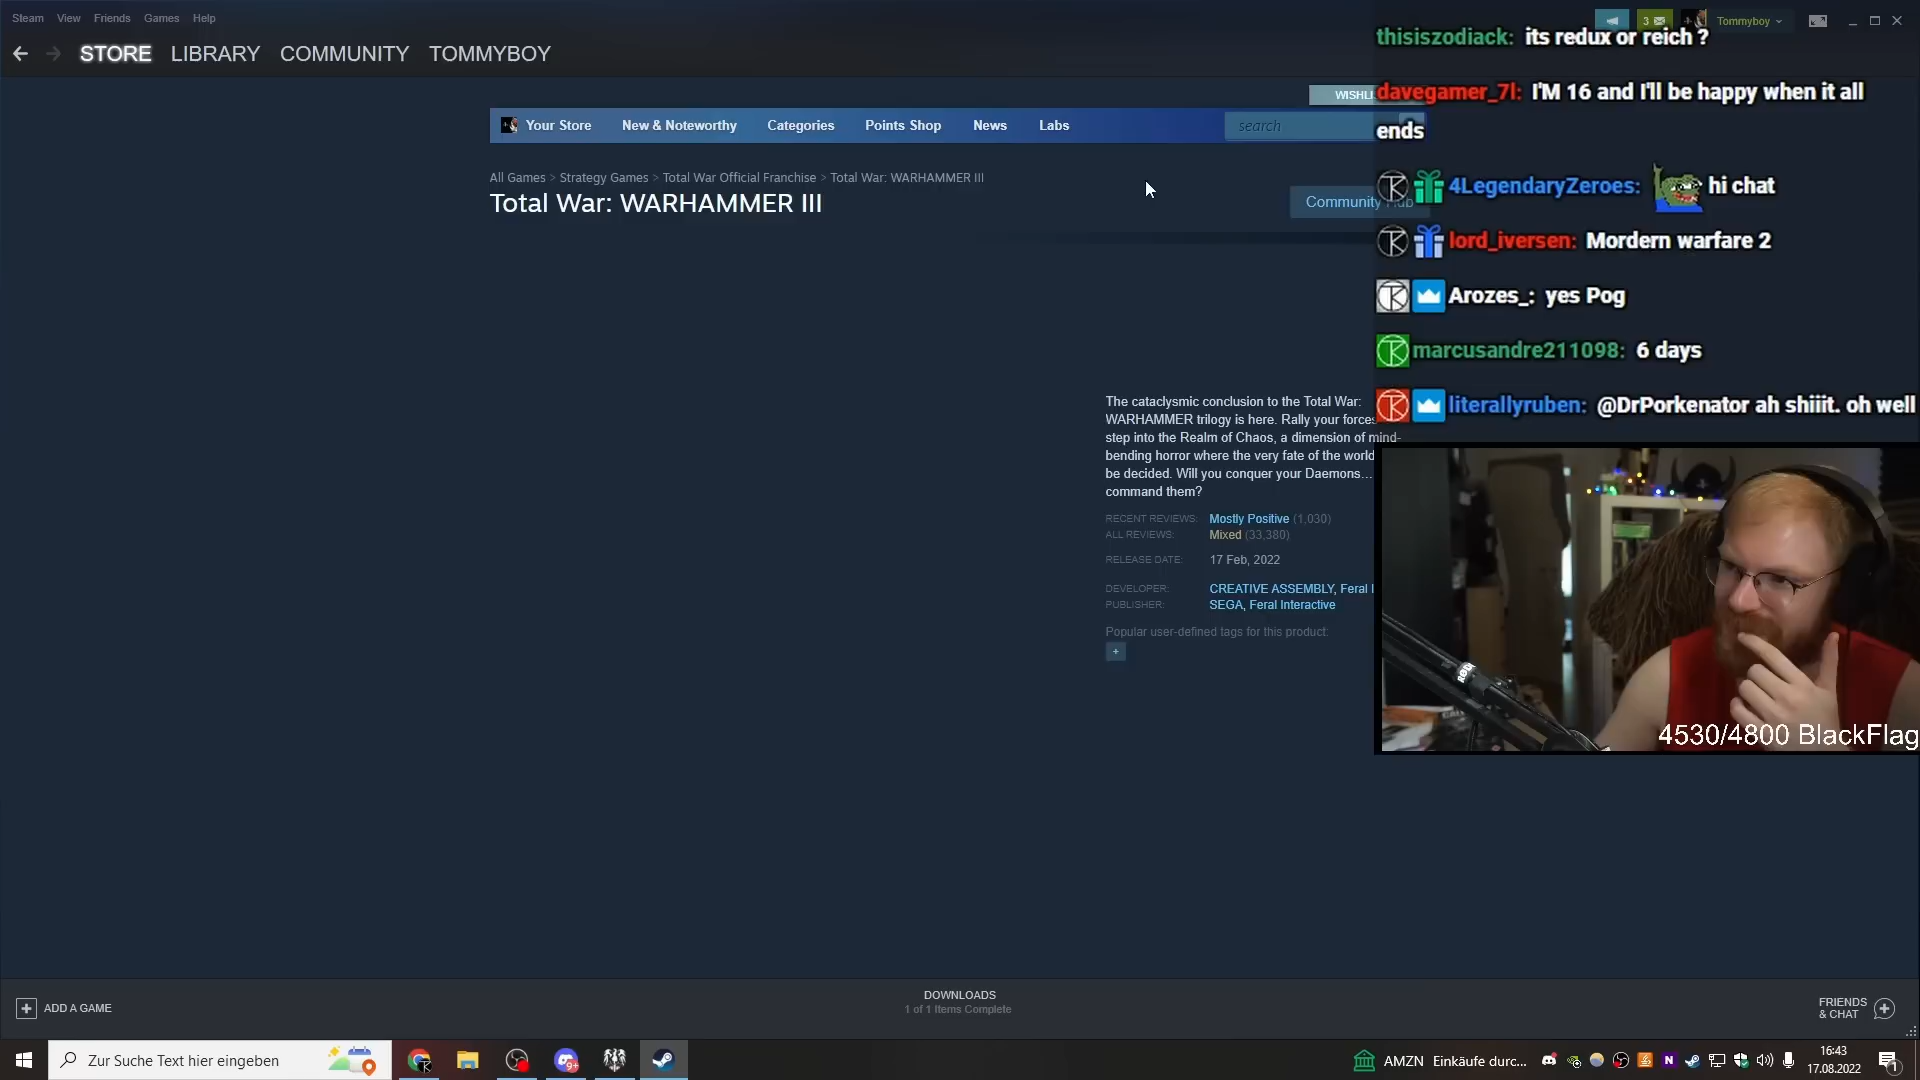 Steam View Friends Games Help
3 Tommyboy
STORE LIBRARY COMMUNITY TOMMYBOY
WISHL
Your Store New & Noteworthy Categories Points Shop News Labs search
All Games > Strategy Games > Total War Official Franchise > Total War: WARHAMMER III
Total War: WARHAMMER III
Community
The cataclysmic conclusion to the Total War:
WARHAMMER trilogy is here. Rally your forces
step into the Realm of Chaos, a dimension of mind-
bending horror where the very fate of the world
be decided. Will you conquer your Daemons…
command them?
RECENT REVIEWS: Mostly Positive (1,030)
ALL REVIEWS: Mixed (33,380)
RELEASE DATE: 17 Feb, 2022
DEVELOPER: CREATIVE ASSEMBLY, Feral
PUBLISHER: SEGA, Feral Interactive
Popular user-defined tags for this product:
+
thisiszodiack: its redux or reich ?
davegamer_7l: I'M 16 and I'll be happy when it all
ends
4LegendaryZeroes: hi chat
lord_iversen: Mordern warfare 2
Arozes_: yes Pog
marcusandre211098: 6 days
literallyruben: @DrPorkenator ah shiiit. oh well
RØDE
4530/4800 BlackFlag
+ ADD A GAME
DOWNLOADS
1 of 1 Items Complete
FRIENDS
& CHAT
Zur Suche Text hier eingeben
9+
AMZN Einkäufe durc...
16:43
17.08.2022
1